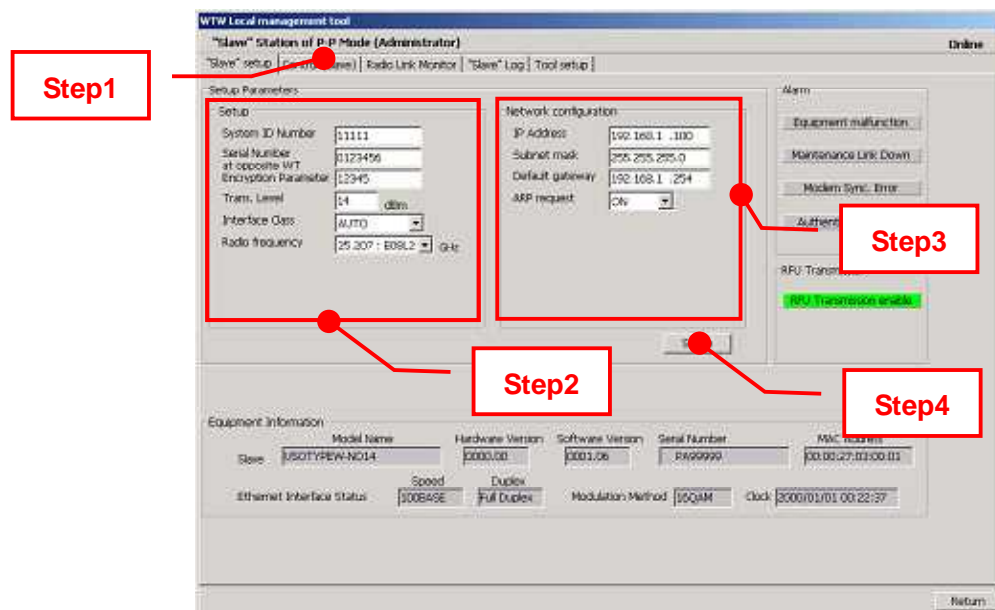 WTW Local management tool
"Slave" Station of P-P Mode (Administrator)
Online
"Slave" setup
Radio Link Monitor
"Slave" Log
Tool setup
Step1
Setup Parameters
Setup
System ID Number 11111
Serial Number
at opposite WT 0123456
Encryption Parameter 12345
Trans. Level 14 dBm
Interface Class AUTO
Radio frequency 25.207 : E09L2 GHz
Network configuration
IP Address 192.168.1 .100
Subnet mask 255.255.255.0
Default gateway 192.168.1 .254
ARP request ON
Alarm
Equipment malfunction
Maintenance Link Down
Modem Sync. Error
Step3
RFU Transmission enable
Step2
Step4
Equipment Information
Model Name
Hardware Version
Software Version
Serial Number
MAC Address
Slave
0000.00
0001.06
PA99999
00:00:27:03:00:01
Speed
Duplex
Ethernet Interface Status 100BASE Full Duplex
Modulation Method 16QAM
Clock 2000/01/01 00:22:37
Return